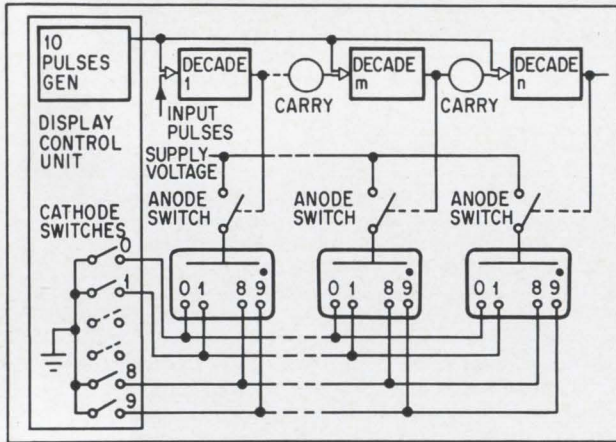 10
PULSES
GEN
DECADE
1
DECADE
m
DECADE
n
CARRY
CARRY
INPUT
PULSES
DISPLAY
CONTROL
UNIT
SUPPLY
VOLTAGE
ANODE
SWITCH
ANODE
SWITCH
ANODE
SWITCH
CATHODE
SWITCHES
0
1
8
9
0 1 8 9
0 1 8 9
0 1 8 9